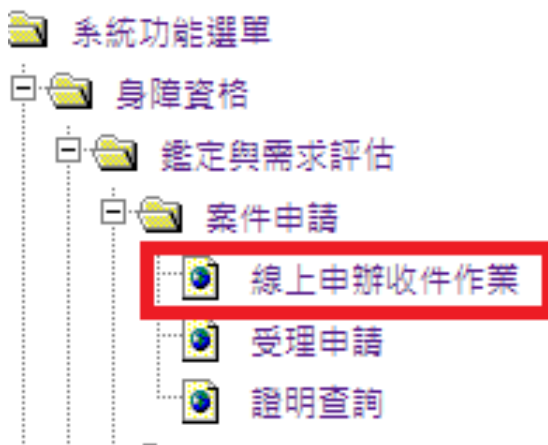 系統功能選單
身障資格
鑑定與需求評估
案件申請
線上申辦收件作業
受理申請
證明查詢